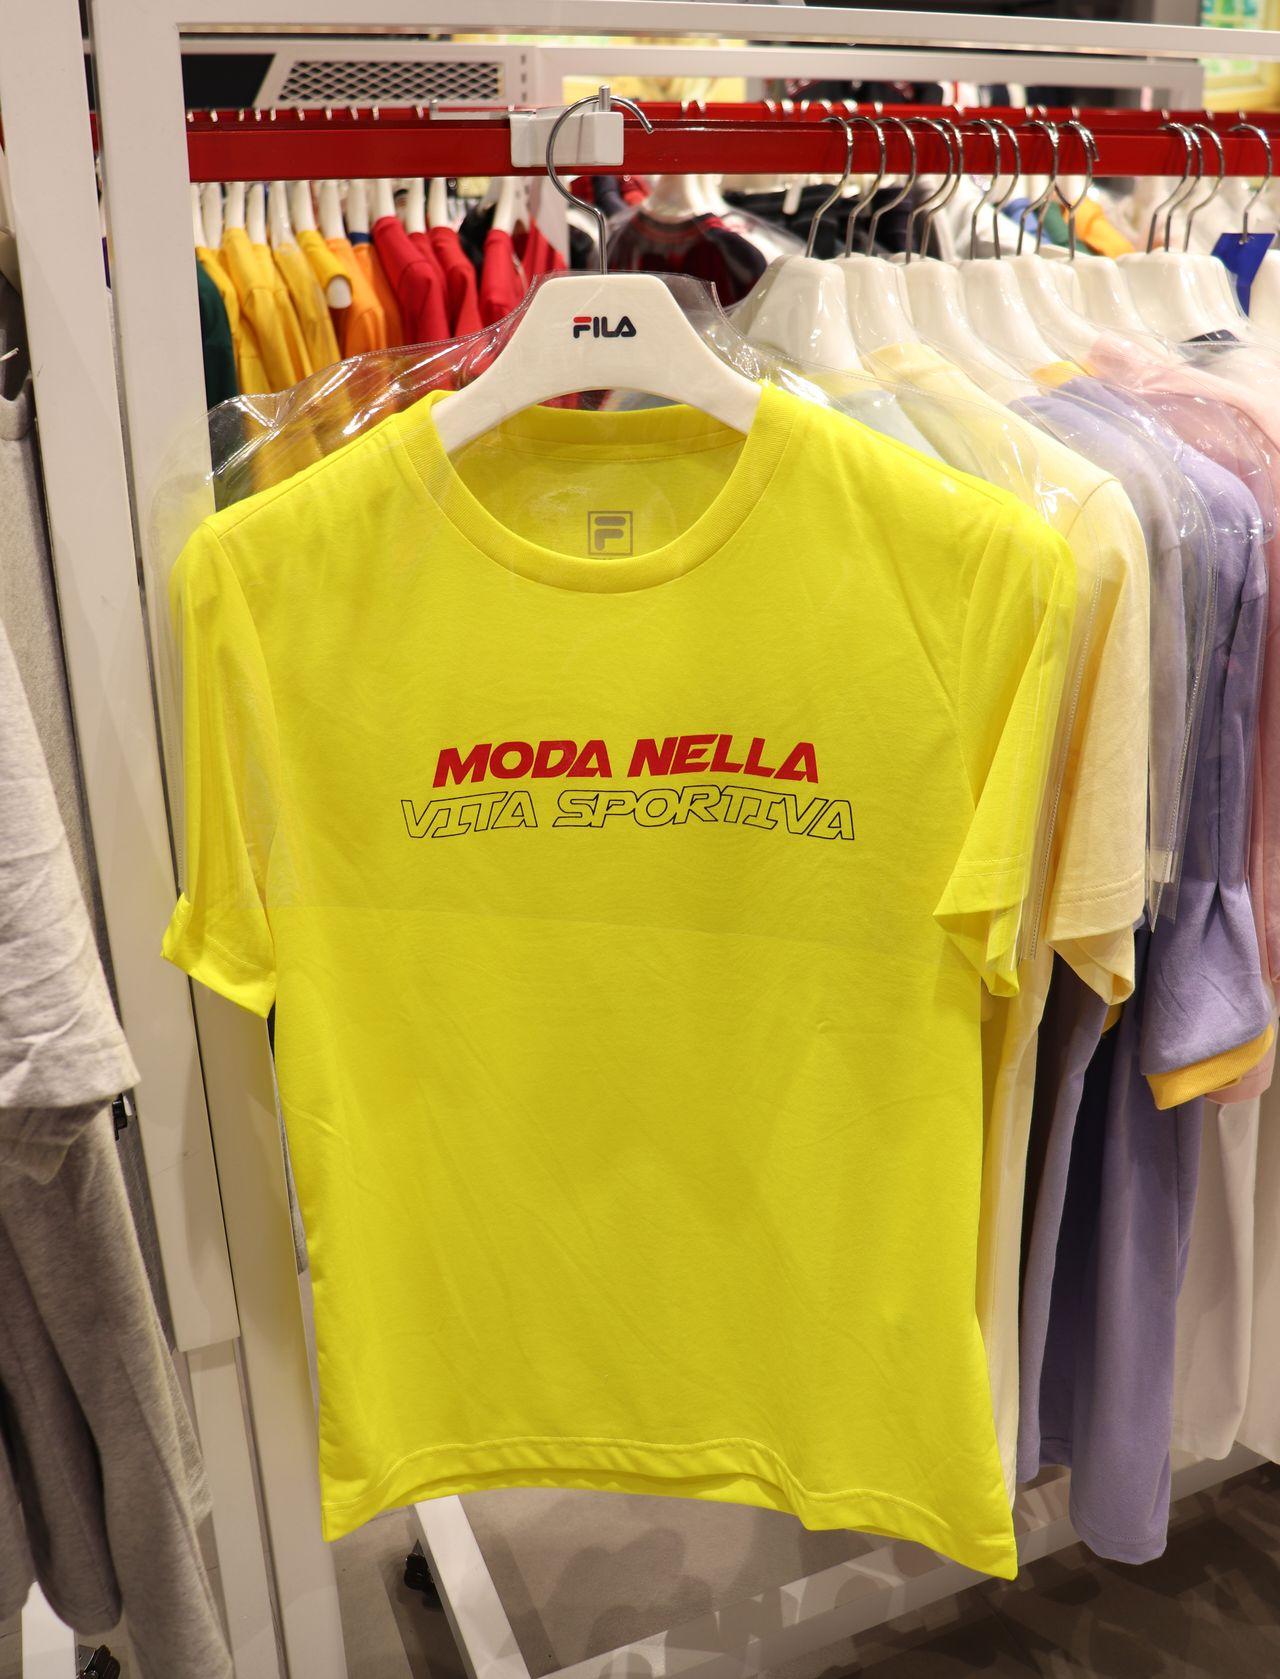 FILA
F
MODA NELLA
VITA SPORTIVA